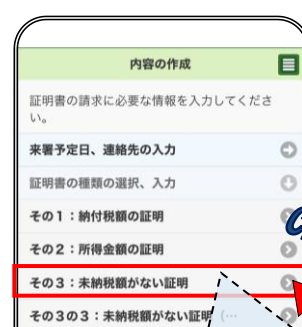 内容の作成
証明書の請求に必要な情報を入力してくださ
い。
来署予定日、連絡先の入力
証明書の種類の選択、入力
その１：納付税額の証明
その２：所得金額の証明
その３：未納税額がない証明
その３の３：未納税額がない証明（…